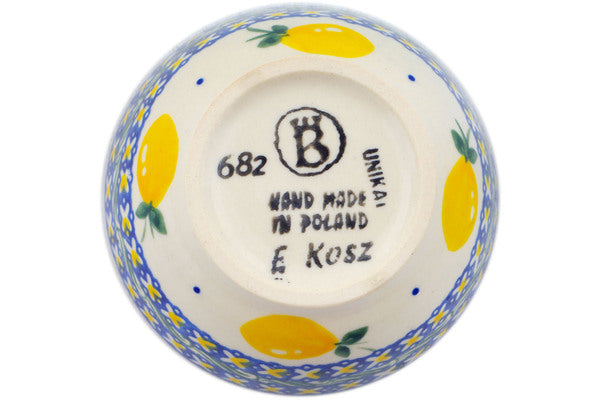 B
682
UNIKAT
HAND MADE
IN POLAND
E KOSZ